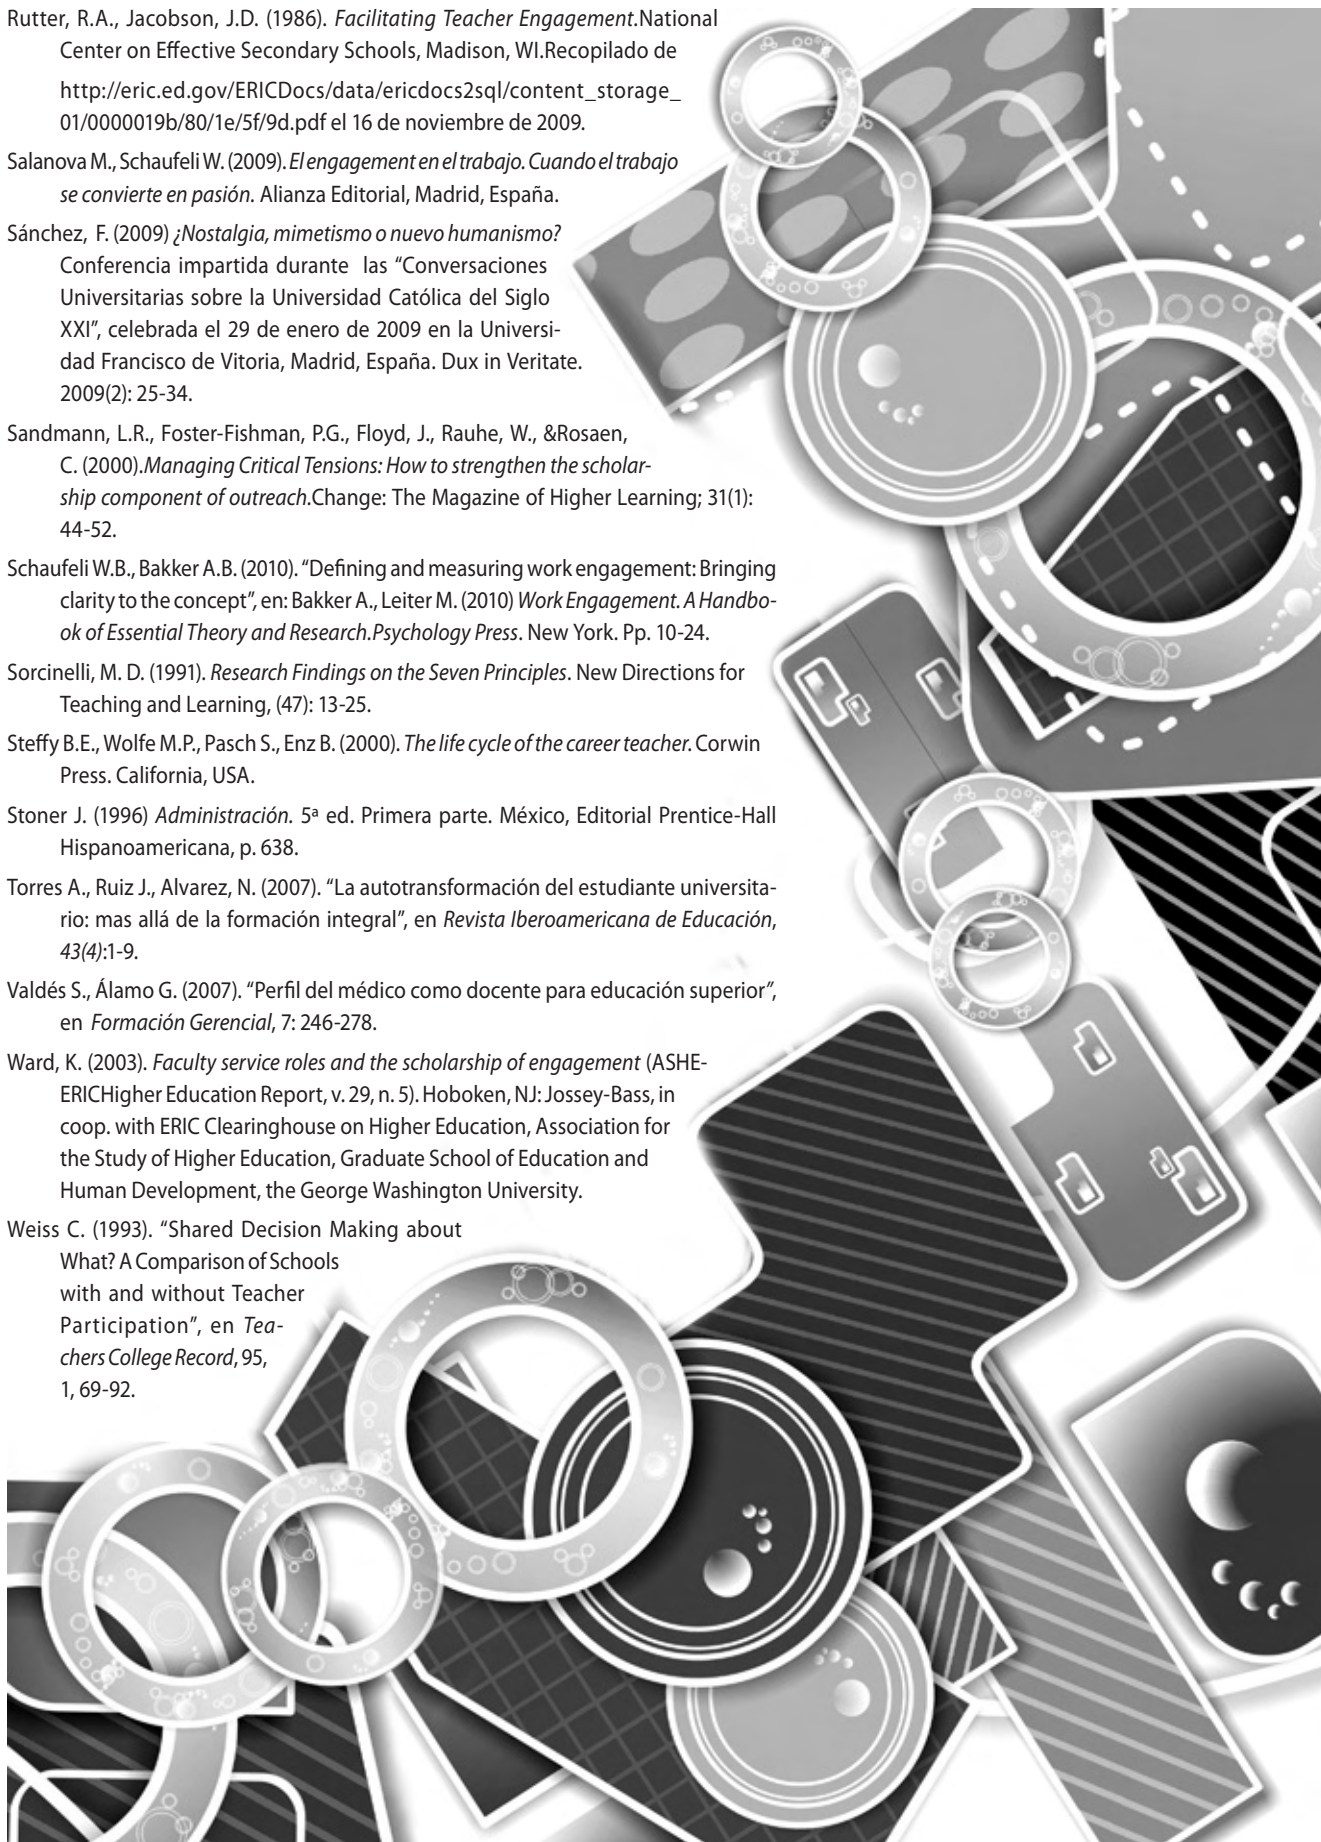 Rutter, R.A., Jacobson, J.D. (1986). Facilitating Teacher Engagement.National
Center on Effective Secondary Schools, Madison, WI.Recopilado de
http://eric.ed.gov/ERICDocs/data/ericdocs2sql/content_storage_
01/0000019b/80/1e/5f/9d.pdf el 16 de noviembre de 2009.
Salanova M., Schaufeli W. (2009). El engagement en el trabajo. Cuando el trabajo
se convierte en pasión. Alianza Editorial, Madrid, España.
Sánchez, F. (2009) ¿Nostalgia, mimetismo o nuevo humanismo?
Conferencia impartida durante las “Conversaciones
Universitarias sobre la Universidad Católica del Siglo
XXI”, celebrada el 29 de enero de 2009 en la Universi-
dad Francisco de Vitoria, Madrid, España. Dux in Veritate.
2009(2): 25-34.
Sandmann, L.R., Foster-Fishman, P.G., Floyd, J., Rauhe, W., &Rosaen,
C. (2000).Managing Critical Tensions: How to strengthen the scholar-
ship component of outreach.Change: The Magazine of Higher Learning; 31(1):
44-52.
Schaufeli W.B., Bakker A.B. (2010). “Defining and measuring work engagement: Bringing
clarity to the concept”, en: Bakker A., Leiter M. (2010) Work Engagement. A Handbo-
ok of Essential Theory and Research.Psychology Press. New York. Pp. 10-24.
Sorcinelli, M. D. (1991). Research Findings on the Seven Principles. New Directions for
Teaching and Learning, (47): 13-25.
Steffy B.E., Wolfe M.P., Pasch S., Enz B. (2000). The life cycle of the career teacher. Corwin
Press. California, USA.
Stoner J. (1996) Administración. 5ª ed. Primera parte. México, Editorial Prentice-Hall
Hispanoamericana, p. 638.
Torres A., Ruiz J., Alvarez, N. (2007). “La autotransformación del estudiante universita-
rio: mas allá de la formación integral”, en Revista Iberoamericana de Educación,
43(4):1-9.
Valdés S., Álamo G. (2007). “Perfil del médico como docente para educación superior”,
en Formación Gerencial, 7: 246-278.
Ward, K. (2003). Faculty service roles and the scholarship of engagement (ASHE-
ERICHigher Education Report, v. 29, n. 5). Hoboken, NJ: Jossey-Bass, in
coop. with ERIC Clearinghouse on Higher Education, Association for
the Study of Higher Education, Graduate School of Education and
Human Development, the George Washington University.
Weiss C. (1993). “Shared Decision Making about
What? A Comparison of Schools
with and without Teacher
Participation”, en Tea-
chers College Record, 95,
1, 69-92.